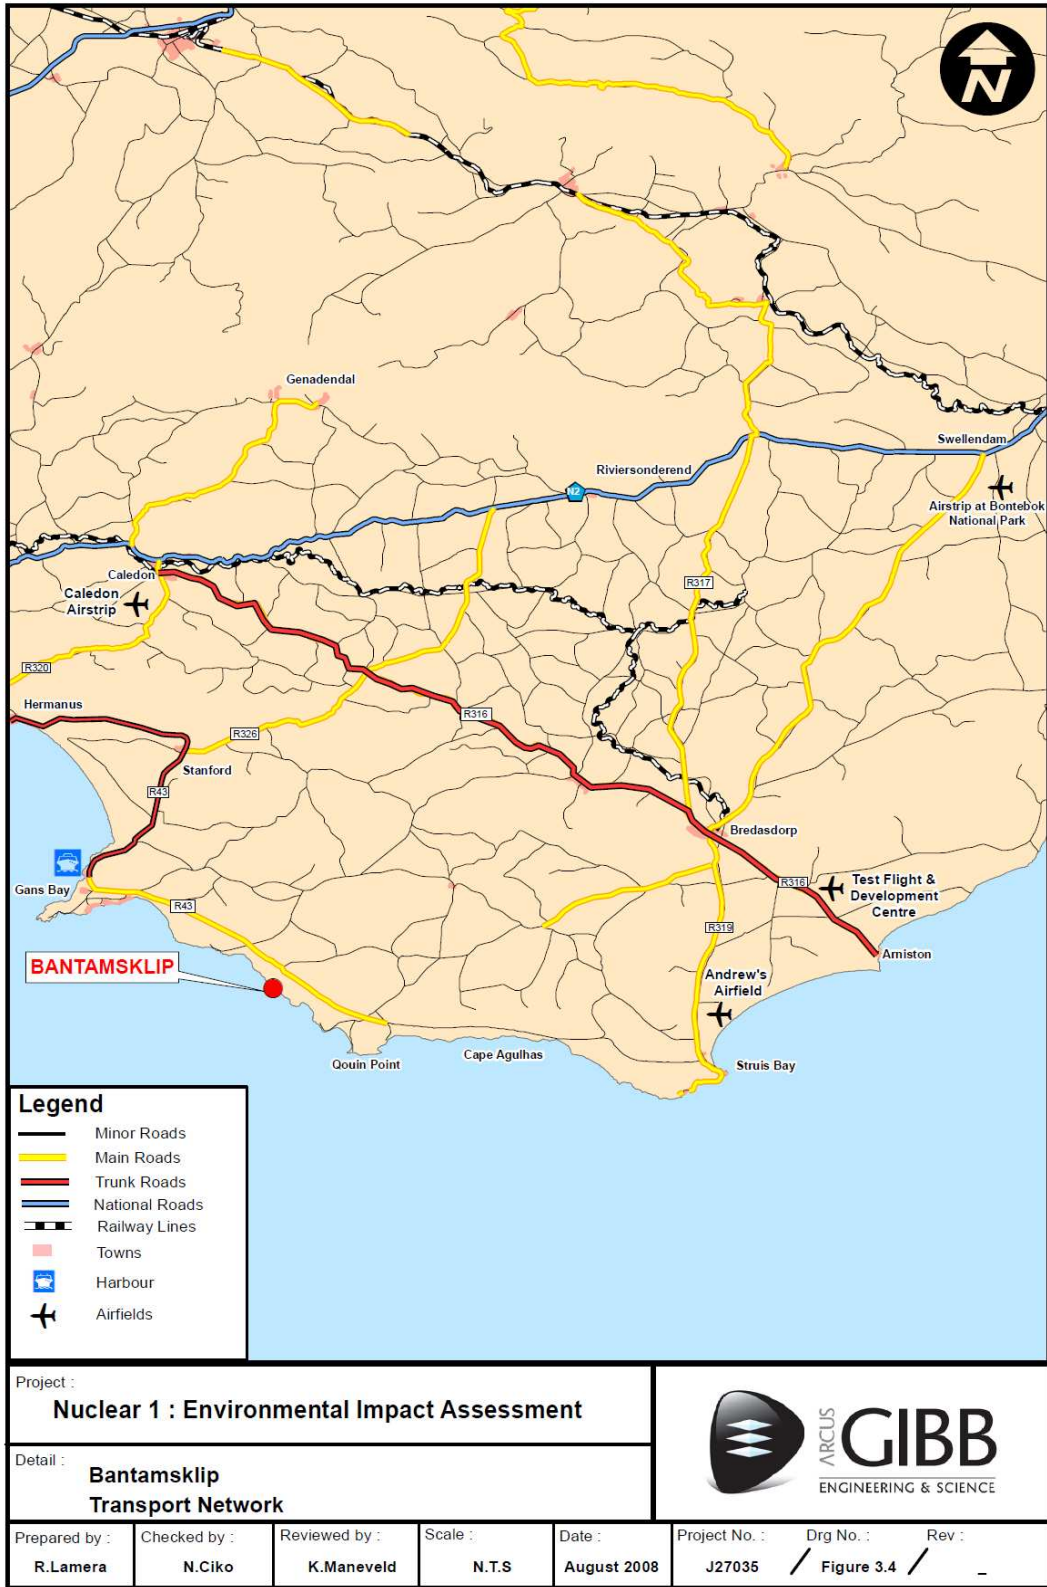 N
Genadendal
Swellendam
Riviersonderend
N2
Airstrip at Bontebok
National Park
Caledon
Caledon
Airstrip
R317
R320
Hermanus
R316
R326
Stanford
R43
Bredasdorp
Gans Bay
R43
R316
Test Flight &
Development
Centre
R319
Arniston
BANTAMSKLIP
Andrew's
Airfield
Qouin Point
Cape Agulhas
Struis Bay
Legend
Minor Roads
Main Roads
Trunk Roads
National Roads
Railway Lines
Towns
Harbour
Airfields
Project :
Nuclear 1 : Environmental Impact Assessment
Detail :
Bantamsklip
Transport Network
ARCUS
GIBB
ENGINEERING & SCIENCE
Prepared by :
R.Lamera
Checked by :
N.Ciko
Reviewed by :
K.Maneveld
Scale :
N.T.S
Date :
August 2008
Project No. :
J27035
/
Drg No. :
Figure 3.4
/
Rev :
_